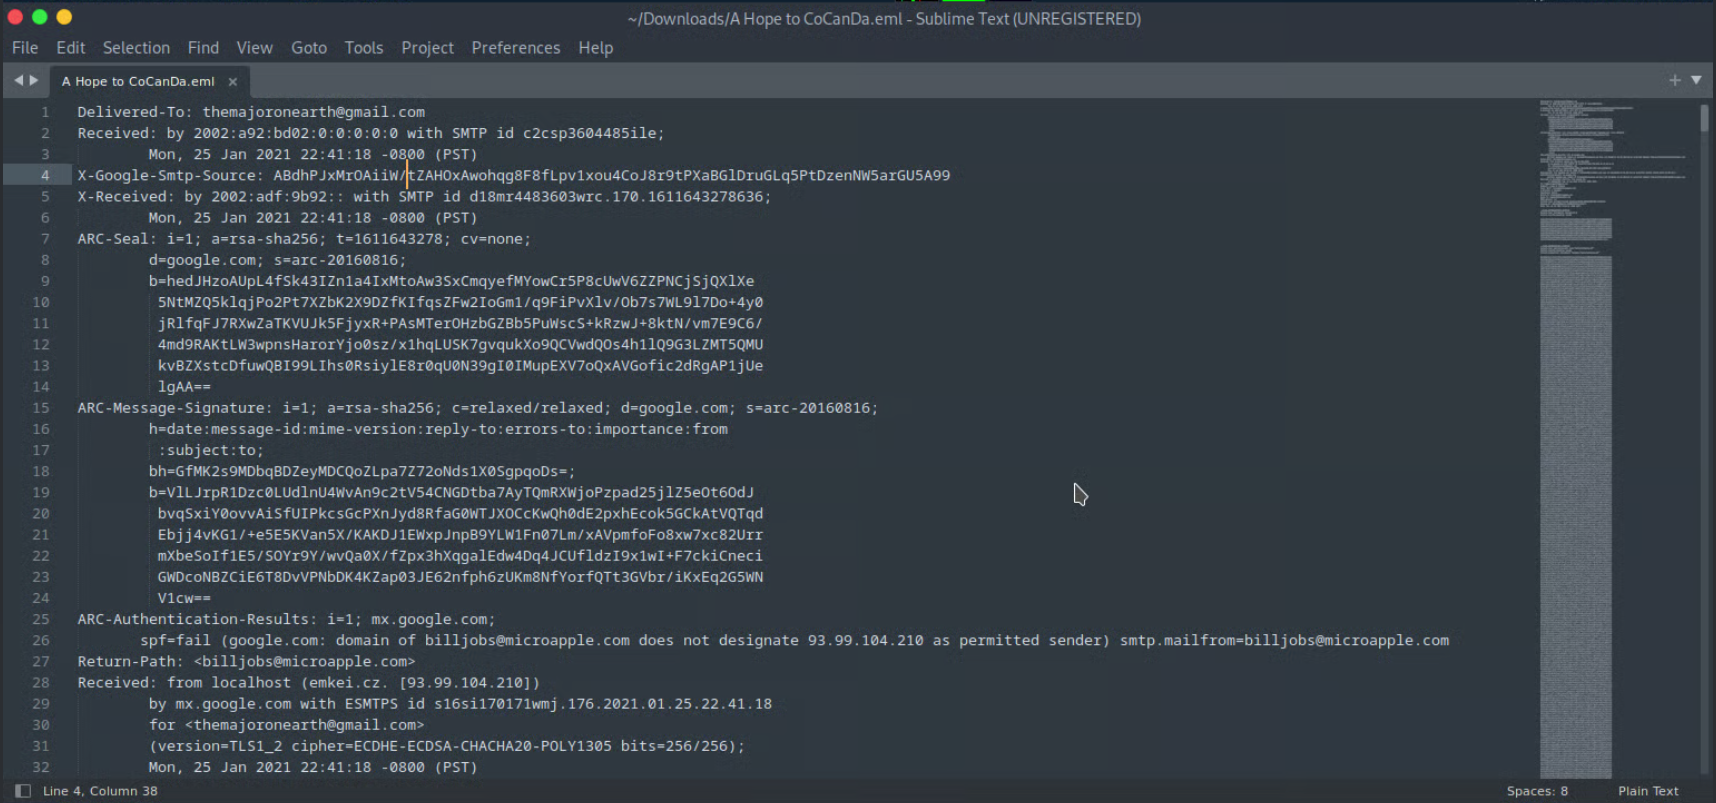 ~/Downloads/A Hope to CoCanDa.eml - Sublime Text (UNREGISTERED)
File Edit Selection Find View Goto Tools Project Preferences Help
A Hope to CoCanDa.eml ×
1 Delivered-To: themajoronearth@gmail.com
2 Received: by 2002:a92:bd02:0:0:0:0:0 with SMTP id c2csp3604485ile;
3 Mon, 25 Jan 2021 22:41:18 -0800 (PST)
4 X-Google-Smtp-Source: ABdhPJxMrOAiiW/tZAHOxAwohqg8F8fLpv1xou4CoJ8r9tPXaBGlDruGLq5PtDzenNW5arGU5A99
5 X-Received: by 2002:adf:9b92:: with SMTP id d18mr4483603wrc.170.1611643278636;
6 Mon, 25 Jan 2021 22:41:18 -0800 (PST)
7 ARC-Seal: i=1; a=rsa-sha256; t=1611643278; cv=none;
8 d=google.com; s=arc-20160816;
9 b=hedJHzoAUpL4fSk43IZn1a4IxMtoAw3SxCmqyefMYowCr5P8cUwV6ZZPNCjSjQXlXe
10 5NtMZQ5klqjPo2Pt7XZbK2X9DZfKIfqsZFw2IoGm1/q9FiPvXlv/Ob7s7WL9l7Do+4y0
11 jRlfqFJ7RXwZaTKVUJk5FjyxR+PAsMTerOHzbGZBb5PuWscS+kRzwJ+8ktN/vm7E9C6/
12 4md9RAKtLW3wpnsHarorYjo0sz/x1hqLUSK7gvqukXo9QCVwdQOs4h1lQ9G3LZMT5QMU
13 kvBZXstcDfuwQBI99LIhs0RsiylE8r0qU0N39gI0IMupEXV7oQxAVGofic2dRgAP1jUe
14 lgAA==
15 ARC-Message-Signature: i=1; a=rsa-sha256; c=relaxed/relaxed; d=google.com; s=arc-20160816;
16 h=date:message-id:mime-version:reply-to:errors-to:importance:from
17 :subject:to;
18 bh=GfMK2s9MDbqBDZeyMDCQoZLpa7Z72oNds1X0SgpqoDs=;
19 b=VlLJrpR1Dzc0LUdlnU4WvAn9c2tV54CNGDtba7AyTQmRXWjoPzpad25jlZ5eOt6OdJ
20 bvqSxiY0ovvAiSfUIPkcsGcPXnJyd8RfaG0WTJXOCcKwQh0dE2pxhEcok5GCkAtVQTqd
21 Ebjj4vKG1/+e5E5KVan5X/KAKDJ1EWxpJnpB9YLW1Fn07Lm/xAVpmfoFo8xw7xc82Urr
22 mXbeSoIf1E5/SOYr9Y/wvQa0X/fZpx3hXqgalEdw4Dq4JCUfldzI9x1wI+F7ckiCneci
23 GWDcoNBZCiE6T8DvVPNbDK4KZap03JE62nfph6zUKm8NfYorfQTt3GVbr/iKxEq2G5WN
24 V1cw==
25 ARC-Authentication-Results: i=1; mx.google.com;
26 spf=fail (google.com: domain of billjobs@microapple.com does not designate 93.99.104.210 as permitted sender) smtp.mailfrom=billjobs@microapple.com
27 Return-Path: <billjobs@microapple.com>
28 Received: from localhost (emkei.cz. [93.99.104.210])
29 by mx.google.com with ESMTPS id s16si170171wmj.176.2021.01.25.22.41.18
30 for <themajoronearth@gmail.com>
31 (version=TLS1_2 cipher=ECDHE-ECDSA-CHACHA20-POLY1305 bits=256/256);
32 Mon, 25 Jan 2021 22:41:18 -0800 (PST)
Line 4, Column 38 Spaces: 8 Plain Text